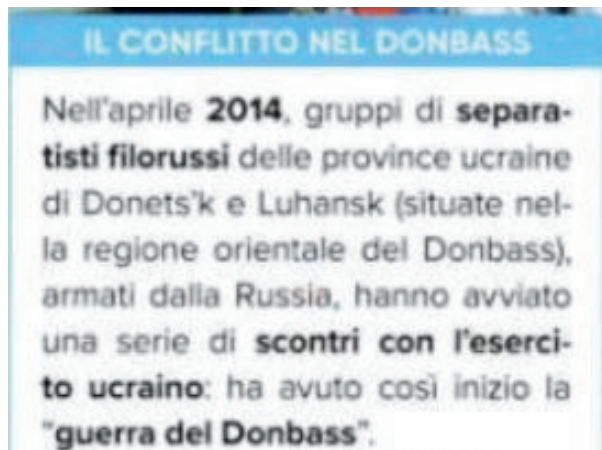 IL CONFLITTO NEL DONBASS
Nell'aprile 2014, gruppi di separa-
tisti filorussi delle province ucraine
di Donets'k e Luhansk (situate nel-
la regione orientale del Donbass),
armati dalla Russia, hanno avviato
una serie di scontri con l'eserci-
to ucraino: ha avuto così inizio la
"guerra del Donbass".